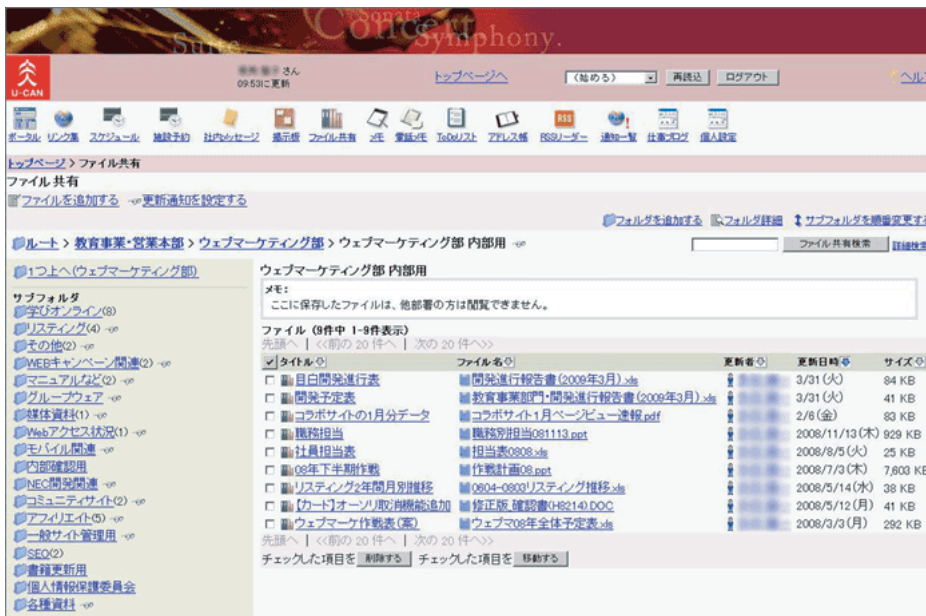 Sonata
Concert.
Suite.
Symphony.
U-CAN
さん
09:53に更新
トップページへ
(始める)
再読込
ログアウト
ヘル
ポータル リンク集 スケジュール 施設予約 社内メッセージ 掲示板 ファイル共有 メモ 電話メモ ToDoリスト アドレス帳 RSSリーダー 通知一覧 仕事ブログ 個人設定
RSS
トップページ > ファイル共有
ファイル共有
ファイルを追加する 更新通知を設定する
フォルダを追加する フォルダ詳細 サブフォルダを順番変更する
ルート > 教育事業・営業本部 > ウェブマーケティング部 > ウェブマーケティング部 内部用
ファイル共有検索 詳細検索
1つ上へ(ウェブマーケティング部)
サブフォルダ
学びオンライン(8)
リスティング(4)
その他(2)
WEBキャンペーン関連(2)
マニュアルなど(2)
グループウェア
媒体資料(1)
Webアクセス状況(1)
モバイル関連
内部確認用
NEC開発関連
コミュニティサイト(2)
アフィリエイト(5)
一般サイト管理用
SEO(2)
書籍更新用
個人情報保護委員会
各種資料
ウェブマーケティング部 内部用
メモ:
ここに保存したファイルは、他部署の方は閲覧できません。
ファイル (9件中 1-9件表示)
先頭へ | <<前の 20 件へ | 次の 20 件へ>>
タイトル ファイル名 更新者 更新日時 サイズ
目白開発進行表 開発進行報告書(2009年3月).xls 3/31(火) 84 KB
開発予定表 教育事業部門・開発進行報告書(2009年3月).xls 3/31(火) 41 KB
コラボサイトの1月分データ コラボサイト1月ページビュー速報.pdf 2/6(金) 83 KB
職務担当 職務別担当081113.ppt 2008/11/13(木) 929 KB
社員担当表 担当表0808.xls 2008/8/5(火) 25 KB
08年下半期作戦 作戦計画08.ppt 2008/7/3(木) 7,603 KB
リスティング2年間月別推移 0604-0803リスティング推移.xls 2008/5/14(水) 38 KB
【カード】オーソリ取消機能追加 修正版_確認書(H8214).DOC 2008/5/12(月) 41 KB
ウェブマーケ作戦表(案) ウェブマ08年全体予定表.xls 2008/3/3(月) 292 KB
先頭へ | <<前の 20 件へ | 次の 20 件へ>>
チェックした項目を 削除する チェックした項目を 移動する